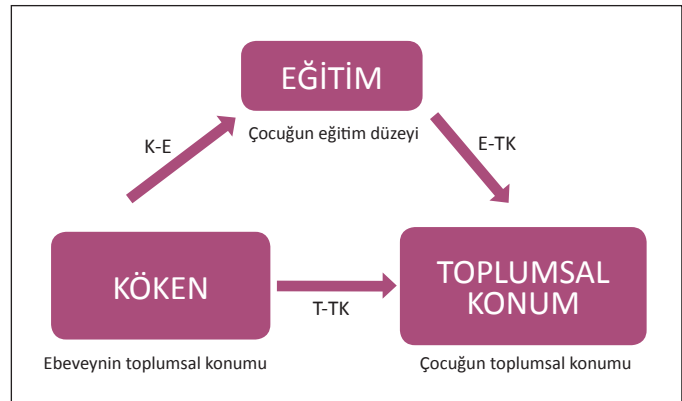 EĞİTİM
Çocuğun eğitim düzeyi
K-E
E-TK
KÖKEN
T-TK
TOPLUMSAL
KONUM
Ebeveynin toplumsal konumu
Çocuğun toplumsal konumu